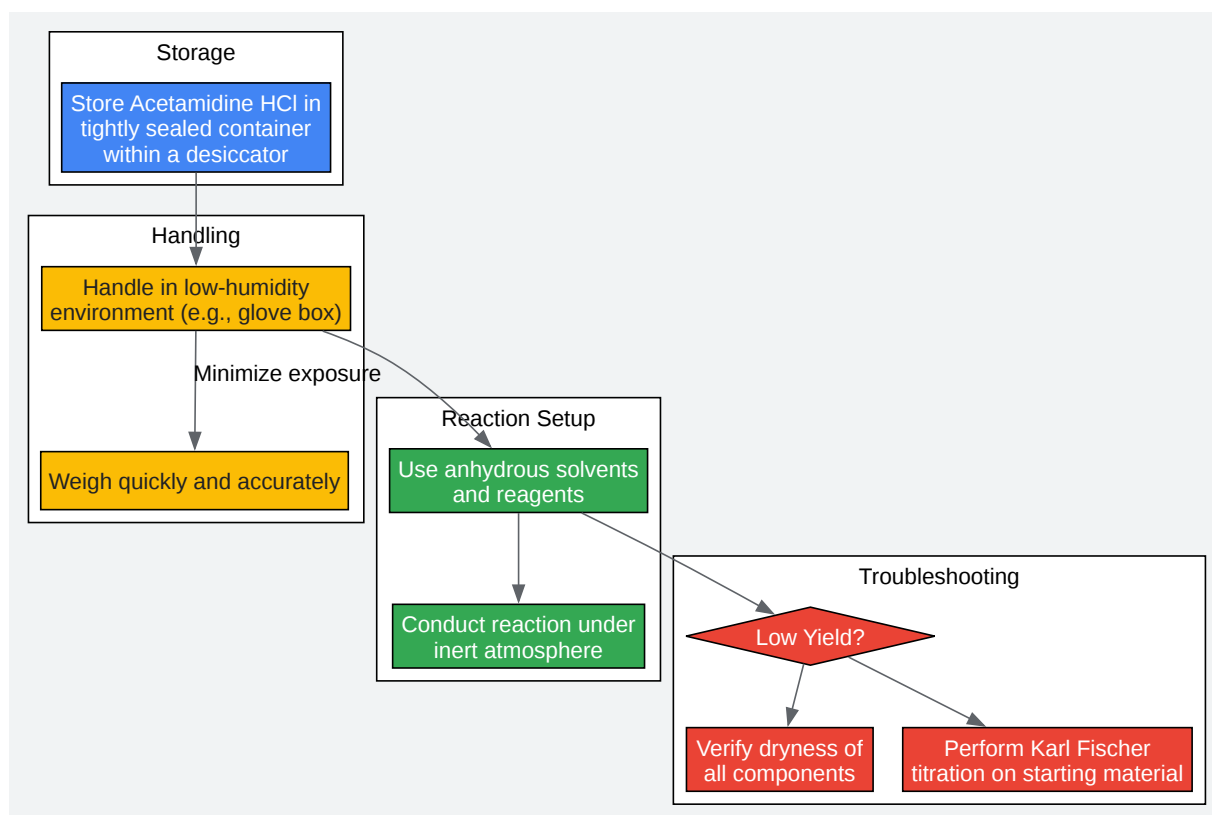 Storage
Store Acetamidine HCl in
tightly sealed container
within a desiccator
Handling
Handle in low-humidity
environment (e.g., glove box)
Minimize exposure
Weigh quickly and accurately
Reaction Setup
Use anhydrous solvents
and reagents
Conduct reaction under
inert atmosphere
Troubleshooting
Low Yield?
Verify dryness of
all components
Perform Karl Fischer
titration on starting material